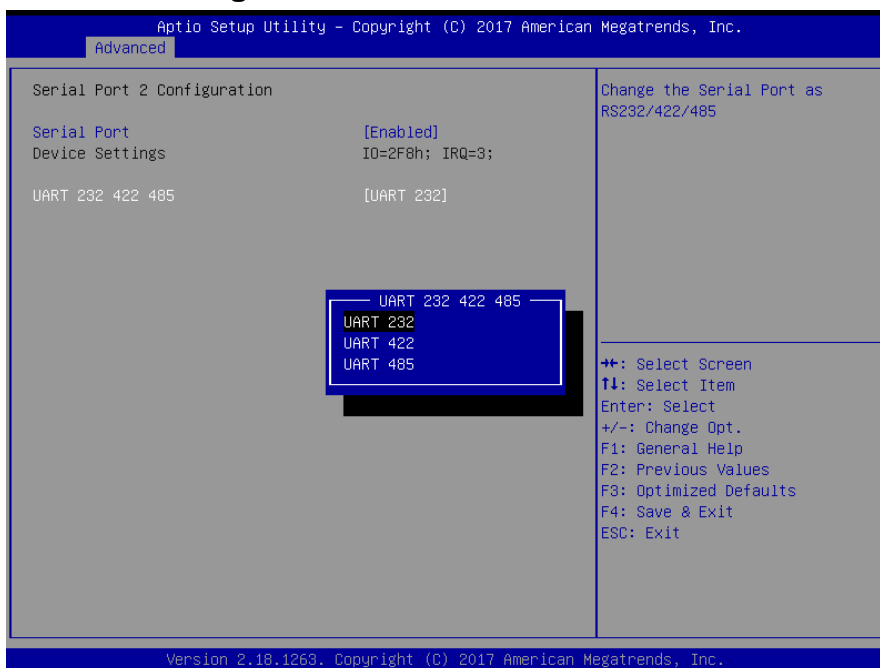 Aptio Setup Utility – Copyright (C) 2017 American Megatrends, Inc.
Advanced
Serial Port 2 Configuration
Serial Port [Enabled]
Device Settings IO=2F8h; IRQ=3;
UART 232 422 485 [UART 232]
UART 232 422 485
UART 232
UART 422
UART 485
Change the Serial Port as
RS232/422/485
→←: Select Screen
↑↓: Select Item
Enter: Select
+/-: Change Opt.
F1: General Help
F2: Previous Values
F3: Optimized Defaults
F4: Save & Exit
ESC: Exit
Version 2.18.1263. Copyright (C) 2017 American Megatrends, Inc.